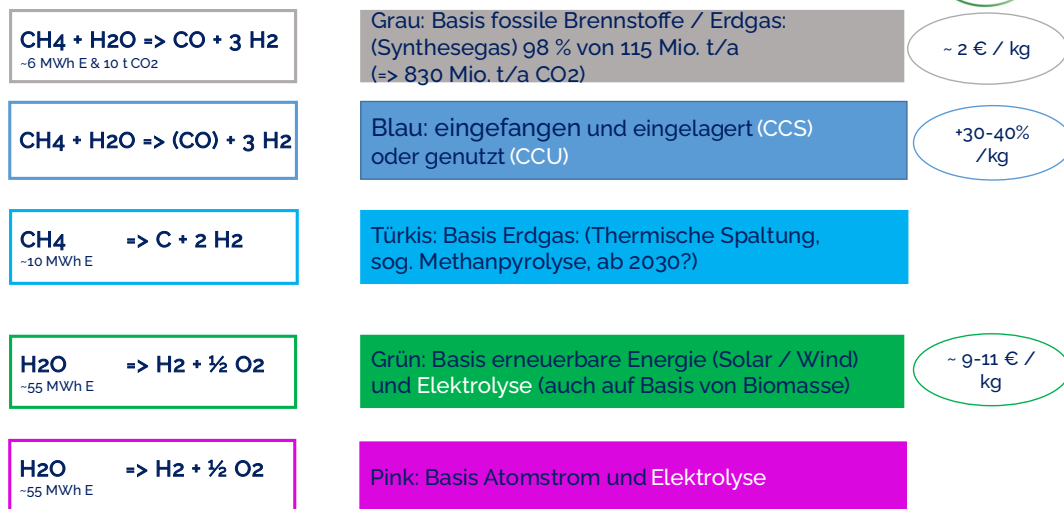 CH4 + H2O => CO + 3 H2
~6 MWh E & 10 t CO2
Grau: Basis fossile Brennstoffe / Erdgas:
(Synthesegas) 98 % von 115 Mio. t/a
(=> 830 Mio. t/a CO2)
~ 2 € / kg
CH4 + H2O => (CO) + 3 H2
Blau: eingefangen und eingelagert (CCS)
oder genutzt (CCU)
+30-40%
/kg
CH4 => C + 2 H2
~10 MWh E
Türkis: Basis Erdgas: (Thermische Spaltung,
sog. Methanpyrolyse, ab 2030?)
H2O => H2 + ½ O2
~55 MWh E
Grün: Basis erneuerbare Energie (Solar / Wind)
und Elektrolyse (auch auf Basis von Biomasse)
~ 9-11 € /
kg
H2O => H2 + ½ O2
~55 MWh E
Pink: Basis Atomstrom und Elektrolyse